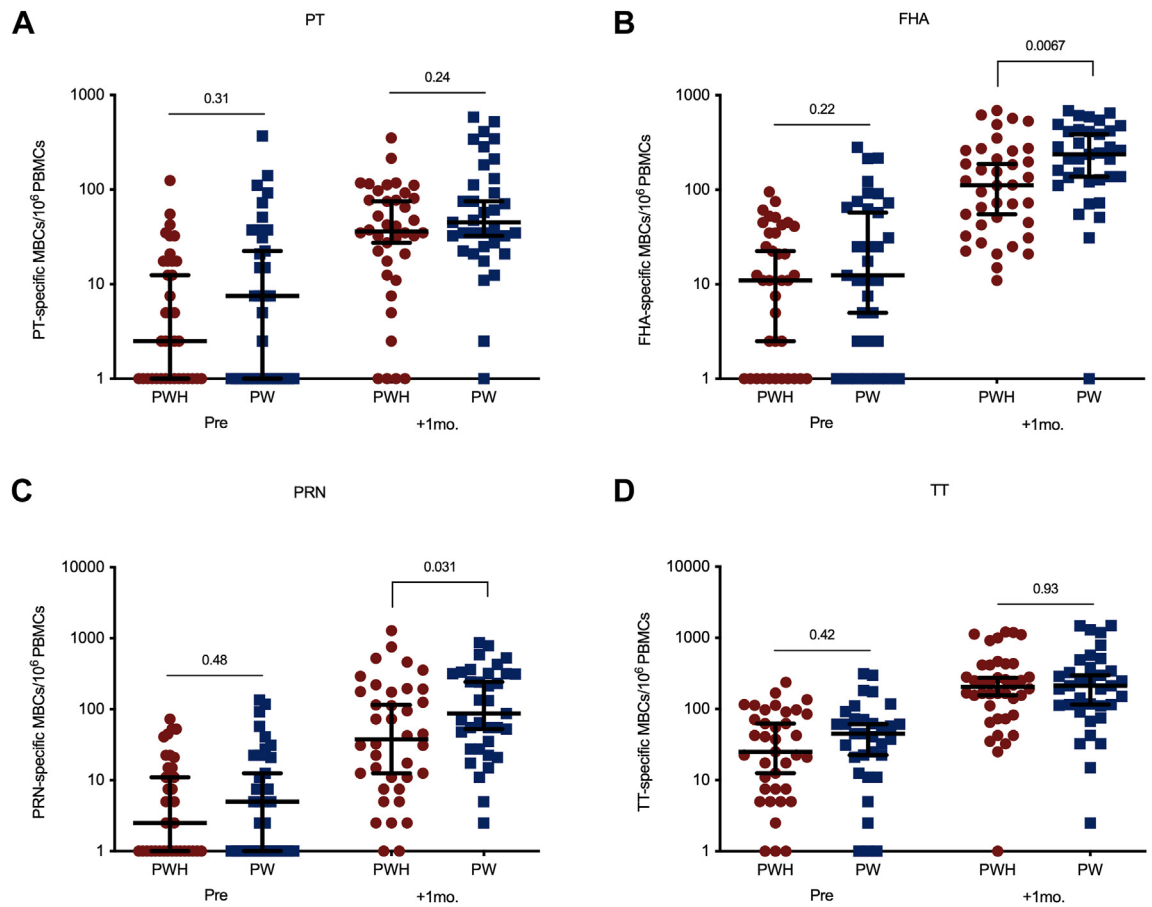 A
PT
PT-specific MBCs/10⁶ PBMCs
1000
100
10
1
0.31
0.24
PWH
PW
PWH
PW
Pre
+1mo.
B
FHA
FHA-specific MBCs/10⁶ PBMCs
1000
100
10
1
0.22
0.0067
PWH
PW
PWH
PW
Pre
+1mo.
C
PRN
PRN-specific MBCs/10⁶ PBMCs
10000
1000
100
10
1
0.48
0.031
PWH
PW
PWH
PW
Pre
+1mo.
D
TT
TT-specific MBCs/10⁶ PBMCs
10000
1000
100
10
1
0.42
0.93
PWH
PW
PWH
PW
Pre
+1mo.